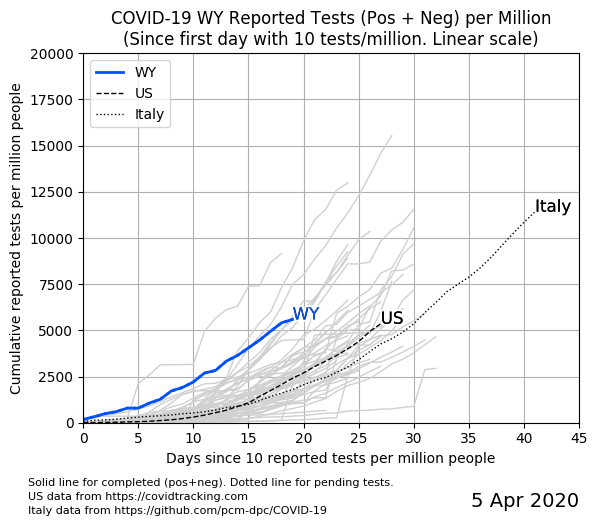 COVID-19 WY Reported Tests (Pos + Neg) per Million
(Since first day with 10 tests/million. Linear scale)
Cumulative reported tests per million people
20000
17500
15000
12500
10000
7500
5000
2500
0
WY
US
Italy
Italy
WY
US
0 5 10 15 20 25 30 35 40 45
Days since 10 reported tests per million people
Solid line for completed (pos+neg). Dotted line for pending tests.
US data from https://covidtracking.com
Italy data from https://github.com/pcm-dpc/COVID-19
5 Apr 2020